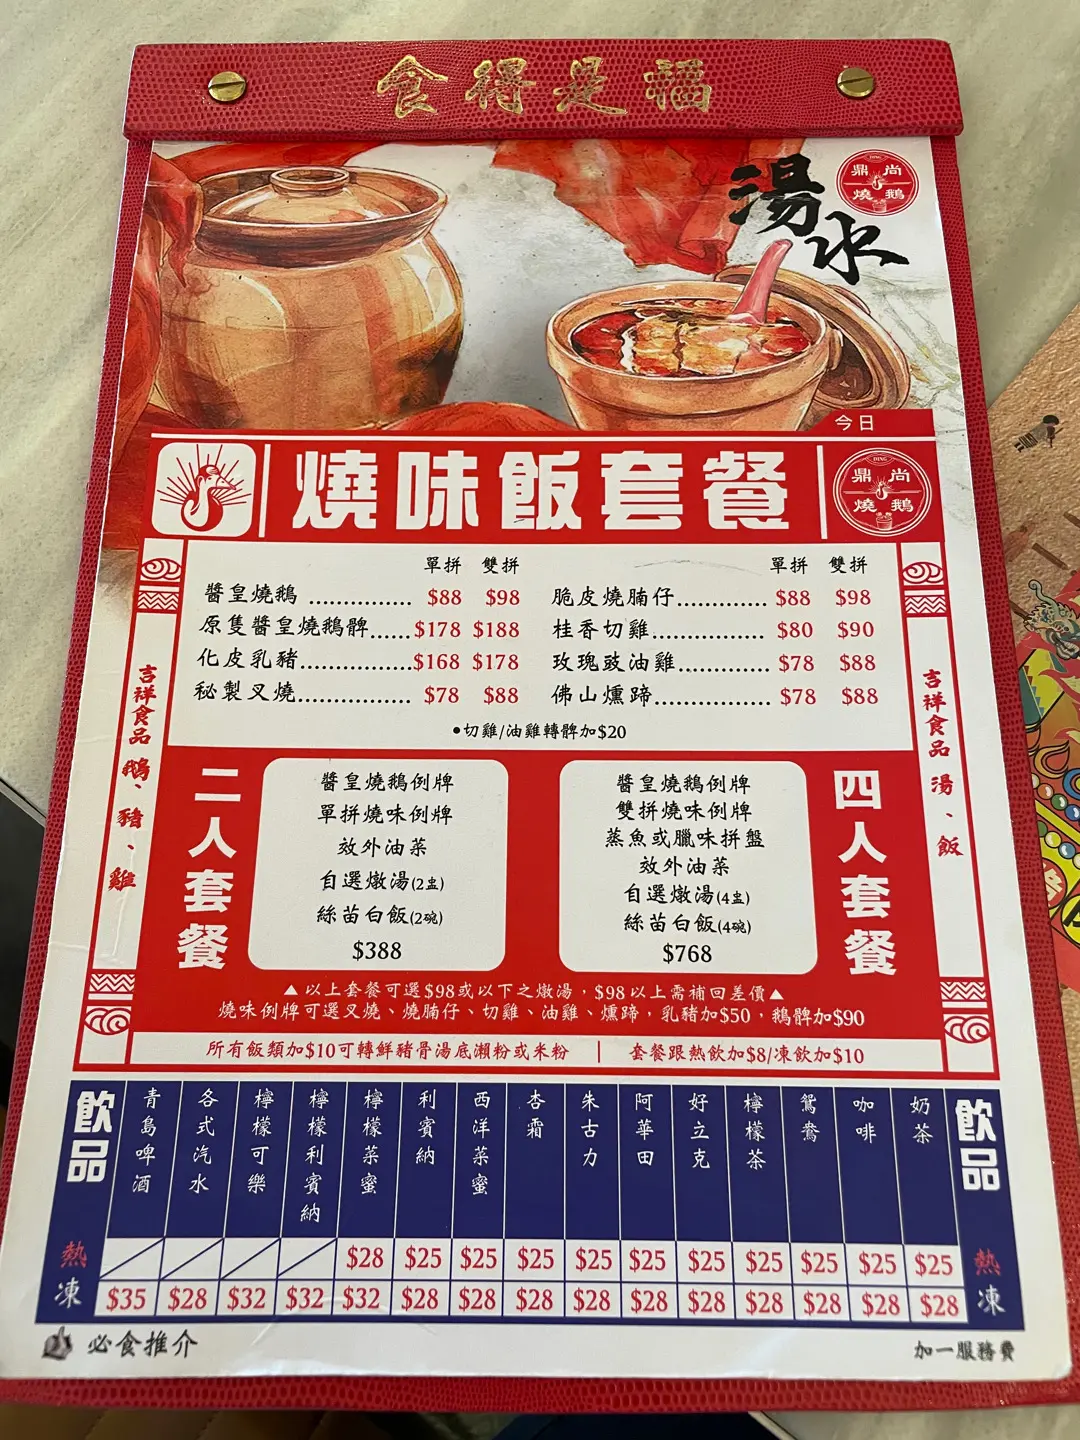 食得是福
湯水
DING
鼎尚
燒鵝
今日
燒味飯套餐
DING
鼎尚
燒鵝
單拼 雙拼
醬皇燒鵝 $88 $98
原隻醬皇燒鵝髀 $178 $188
化皮乳豬 $168 $178
秘製叉燒 $78 $88
單拼 雙拼
脆皮燒腩仔 $88 $98
桂香切雞 $80 $90
玫瑰豉油雞 $78 $88
佛山燻蹄 $78 $88
•切雞/油雞轉髀加$20
吉祥食品 鵝、豬、雞
吉祥食品 湯、飯
二人套餐
醬皇燒鵝例牌
單拼燒味例牌
效外油菜
自選燉湯(2盅)
絲苗白飯(2碗)
$388
四人套餐
醬皇燒鵝例牌
雙拼燒味例牌
蒸魚或臘味拼盤
效外油菜
自選燉湯(4盅)
絲苗白飯(4碗)
$768
▲以上套餐可選$98或以下之燉湯,$98以上需補回差價▲
燒味例牌可選叉燒、燒腩仔、切雞、油雞、燻蹄,乳豬加$50,鵝髀加$90
所有飯類加$10可轉鮮豬骨湯底瀨粉或米粉 | 套餐跟熱飲加$8/凍飲加$10
飲品 青島啤酒 各式汽水 檸檬可樂 檸檬利賓納 檸檬菜蜜 利賓納 西洋菜蜜 杏霜 朱古力 阿華田 好立克 檸檬茶 鴛鴦 咖啡 奶茶 飲品
熱 $28 $25 $25 $25 $25 $25 $25 $25 $25 $25 $25 熱
凍 $35 $28 $32 $32 $32 $28 $28 $28 $28 $28 $28 $28 $28 $28 $28 凍
必食推介
加一服務費